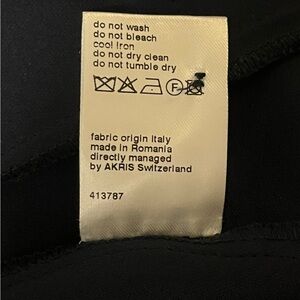 do not wash
do not bleach
cool iron
do not dry clean
do not tumble dry
F
fabric origin Italy
made in Romania
directly managed
by AKRIS Switzerland
413787